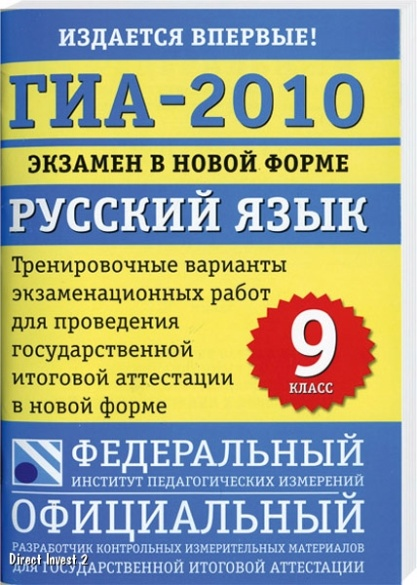 ИЗДАЕТСЯ ВПЕРВЫЕ!
ГИА-2010
ЭКЗАМЕН В НОВОЙ ФОРМЕ
РУССКИЙ ЯЗЫК
Тренировочные варианты
экзаменационных работ
для проведения
государственной
итоговой аттестации
в новой форме
9
КЛАСС
ФЕДЕРАЛЬНЫЙ
ИНСТИТУТ ПЕДАГОГИЧЕСКИХ ИЗМЕРЕНИЙ
ОФИЦИАЛЬНЫЙ
РАЗРАБОТЧИК КОНТРОЛЬНЫХ ИЗМЕРИТЕЛЬНЫХ МАТЕРИАЛОВ
ДЛЯ ГОСУДАРСТВЕННОЙ ИТОГОВОЙ АТТЕСТАЦИИ
Direct Invest 2